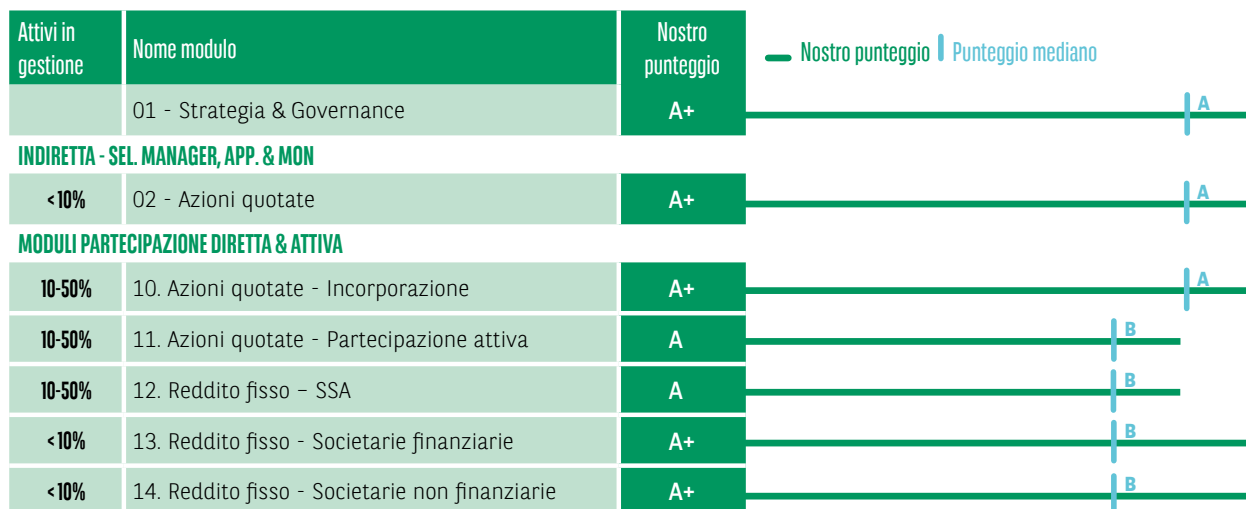 Attivi in gestione Nome modulo Nostro punteggio Nostro punteggio Punteggio mediano
01 - Strategia & Governance A+ A
INDIRETTA - SEL. MANAGER, APP. & MON
<10% 02 - Azioni quotate A+ A
MODULI PARTECIPAZIONE DIRETTA & ATTIVA
10-50% 10. Azioni quotate - Incorporazione A+ A
10-50% 11. Azioni quotate - Partecipazione attiva A B
10-50% 12. Reddito fisso – SSA A B
<10% 13. Reddito fisso - Societarie finanziarie A+ B
<10% 14. Reddito fisso - Societarie non finanziarie A+ B